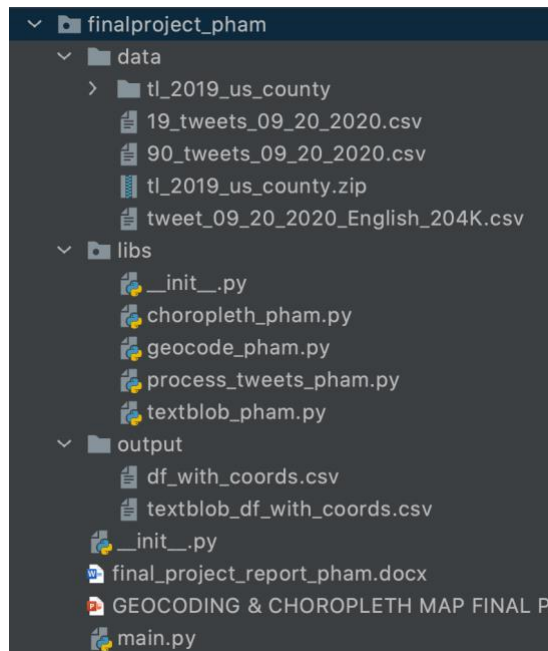 finalproject_pham
data
tl_2019_us_county
19_tweets_09_20_2020.csv
90_tweets_09_20_2020.csv
tl_2019_us_county.zip
tweet_09_20_2020_English_204K.csv
libs
__init__.py
choropleth_pham.py
geocode_pham.py
process_tweets_pham.py
textblob_pham.py
output
df_with_coords.csv
textblob_df_with_coords.csv
__init__.py
final_project_report_pham.docx
GEOCODING & CHOROPLETH MAP FINAL P
main.py